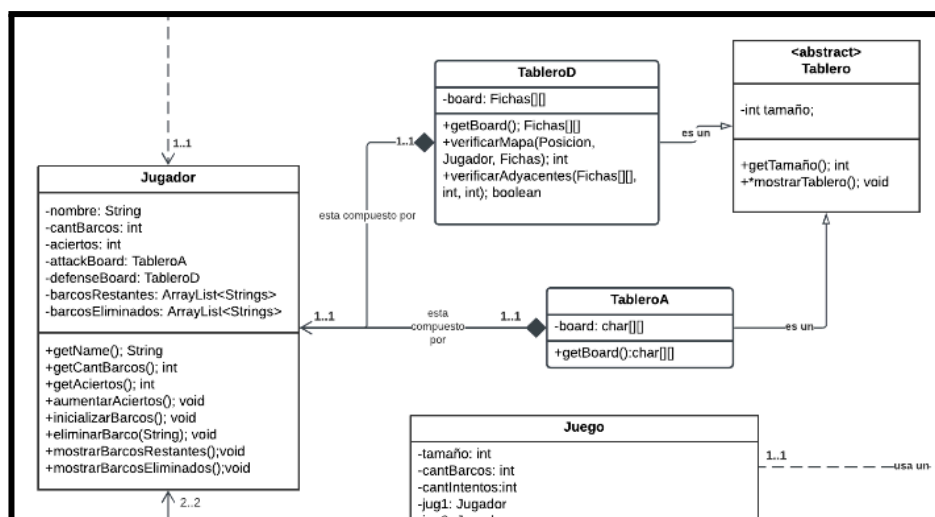 <abstract>
Tablero
-int tamaño;
+getTamaño(); int
+*mostrarTablero(); void
TableroD
-board: Fichas[][]
+getBoard(); Fichas[][]
+verificarMapa(Posicion,
Jugador, Fichas); int
+verificarAdyacentes(Fichas[][],
int, int); boolean
es un
1..1
1..1
esta compuesto por
Jugador
-nombre: String
-cantBarcos: int
-aciertos: int
-attackBoard: TableroA
-defenseBoard: TableroD
-barcosRestantes: ArrayList<Strings>
-barcosEliminados: ArrayList<Strings>
+getName(); String
+getCantBarcos(); int
+getAciertos(); int
+aumentarAciertos(); void
+inicializarBarcos(); void
+eliminarBarco(String); void
+mostrarBarcosRestantes();void
+mostrarBarcosEliminados();void
2..2
1..1
esta
compuesto
por
1..1
TableroA
-board: char[][]
+getBoard():char[][]
es un
Juego
-tamaño: int
-cantBarcos: int
-cantIntentos:int
-jug1: Jugador
1..1
usa un